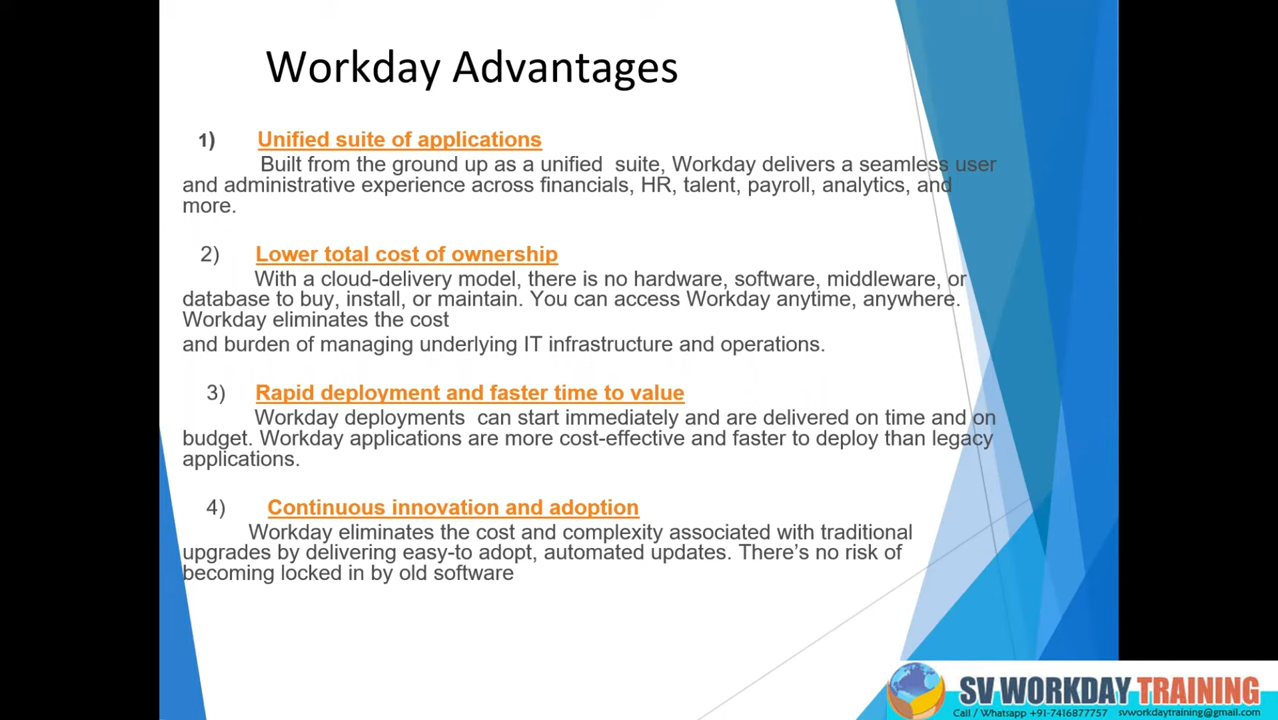 Workday Advantages
1) Unified suite of applications
Built from the ground up as a unified suite, Workday delivers a seamless user
and administrative experience across financials, HR, talent, payroll, analytics, and
more.
2) Lower total cost of ownership
With a cloud-delivery model, there is no hardware, software, middleware, or
database to buy, install, or maintain. You can access Workday anytime, anywhere.
Workday eliminates the cost
and burden of managing underlying IT infrastructure and operations.
3) Rapid deployment and faster time to value
Workday deployments can start immediately and are delivered on time and on
budget. Workday applications are more cost-effective and faster to deploy than legacy
applications.
4) Continuous innovation and adoption
Workday eliminates the cost and complexity associated with traditional
upgrades by delivering easy-to adopt, automated updates. There’s no risk of
becoming locked in by old software
SV WORKDAY TRAINING
Call / Whatsapp +91-7416877757 svworkdaytraining@gmail.com